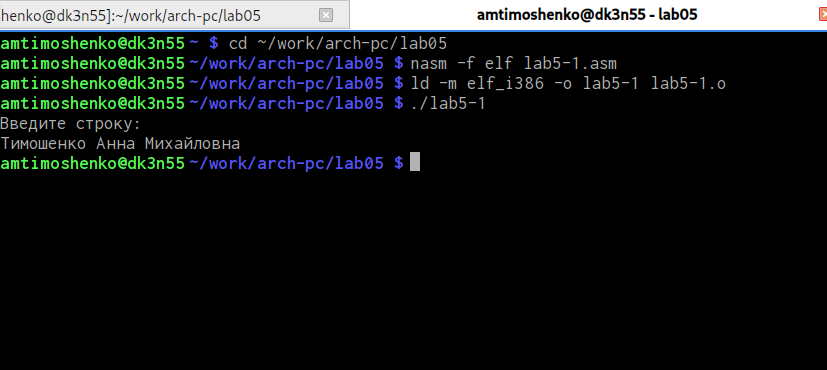 henko@dk3n55]:~/work/arch-pc/lab05
amtimoshenko@dk3n55 - lab05
amtimoshenko@dk3n55 ~ $ cd ~/work/arch-pc/lab05
amtimoshenko@dk3n55 ~/work/arch-pc/lab05 $ nasm -f elf lab5-1.asm
amtimoshenko@dk3n55 ~/work/arch-pc/lab05 $ ld -m elf_i386 -o lab5-1 lab5-1.o
amtimoshenko@dk3n55 ~/work/arch-pc/lab05 $ ./lab5-1
Введите строку:
Тимошенко Анна Михайловна
amtimoshenko@dk3n55 ~/work/arch-pc/lab05 $